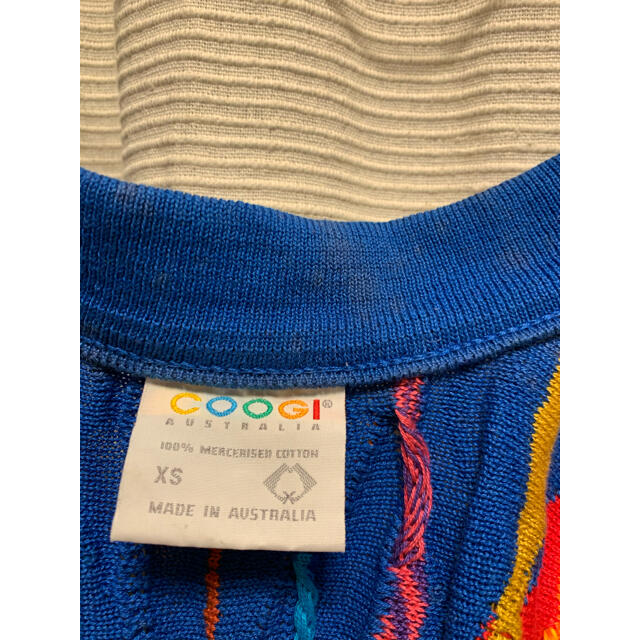 COOGI®
AUSTRALIA
100% MERCERISED COTTON
XS
MADE IN AUSTRALIA